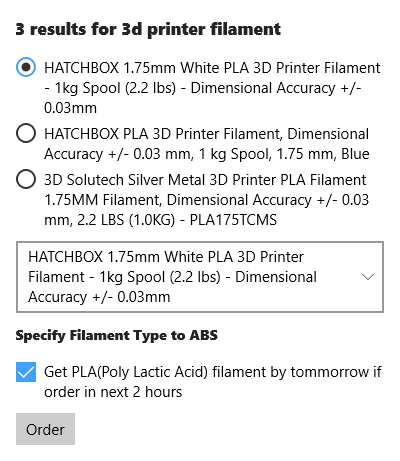 3 results for 3d printer filament
HATCHBOX 1.75mm White PLA 3D Printer Filament
- 1kg Spool (2.2 lbs) - Dimensional Accuracy +/-
0.03mm
HATCHBOX PLA 3D Printer Filament, Dimensional
Accuracy +/- 0.03 mm, 1 kg Spool, 1.75 mm, Blue
3D Solutech Silver Metal 3D Printer PLA Filament
1.75MM Filament, Dimensional Accuracy +/- 0.03
mm, 2.2 LBS (1.0KG) - PLA175TCMS
HATCHBOX 1.75mm White PLA 3D Printer
Filament - 1kg Spool (2.2 lbs) - Dimensional
Accuracy +/- 0.03mm
Specify Filament Type to ABS
Get PLA(Poly Lactic Acid) filament by tommorrow if
order in next 2 hours
Order